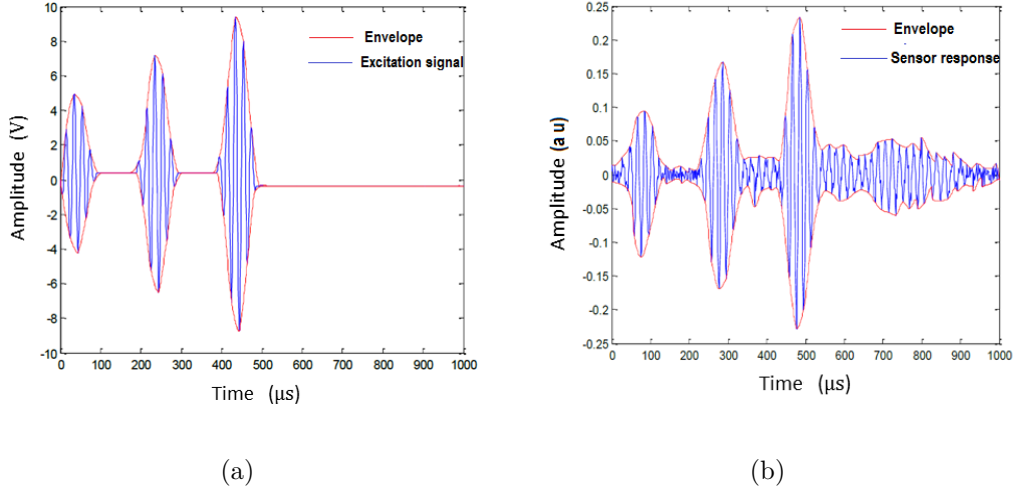 10
8
6
4
2
0
-2
-4
-6
-8
-10
0 100 200 300 400 500 600 700 800 900 1000
Amplitude (V)
Time (μs)
Envelope
Excitation signal
(a)
0.25
0.2
0.15
0.1
0.05
0
-0.05
-0.1
-0.15
-0.2
-0.25
0 100 200 300 400 500 600 700 800 900 1000
Amplitude (a u)
Time (μs)
Envelope
Sensor response
(b)